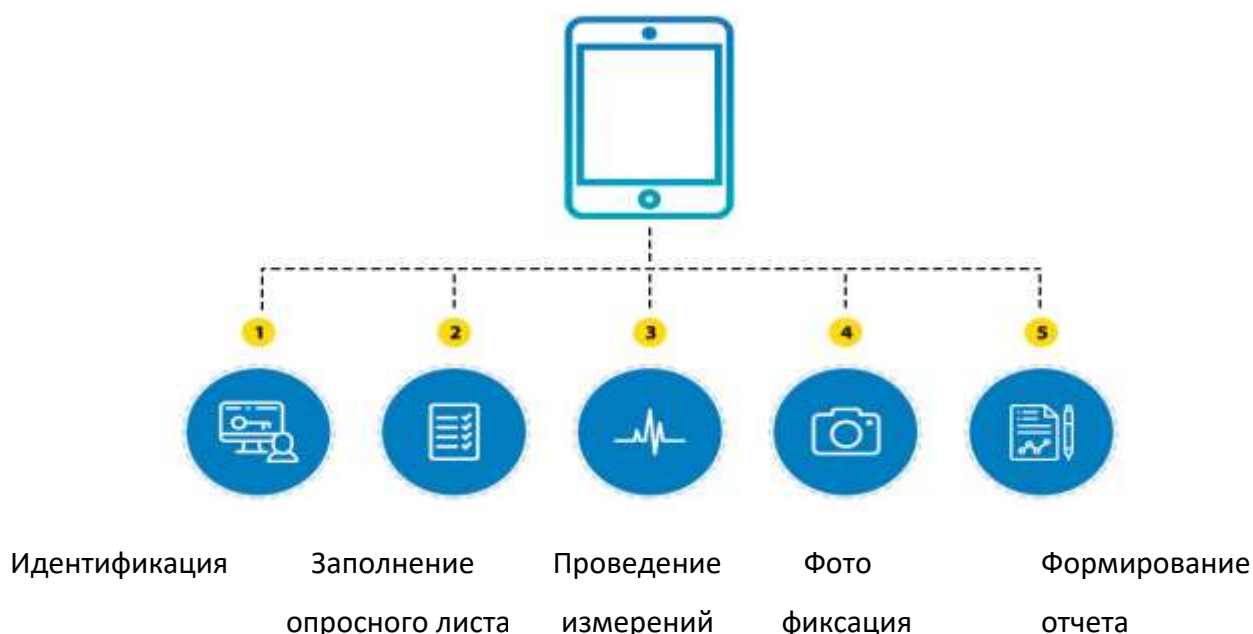 1 2 3 4 5
Идентификация Заполнение Проведение Фото Формирование
опросного листа измерений фиксация отчета